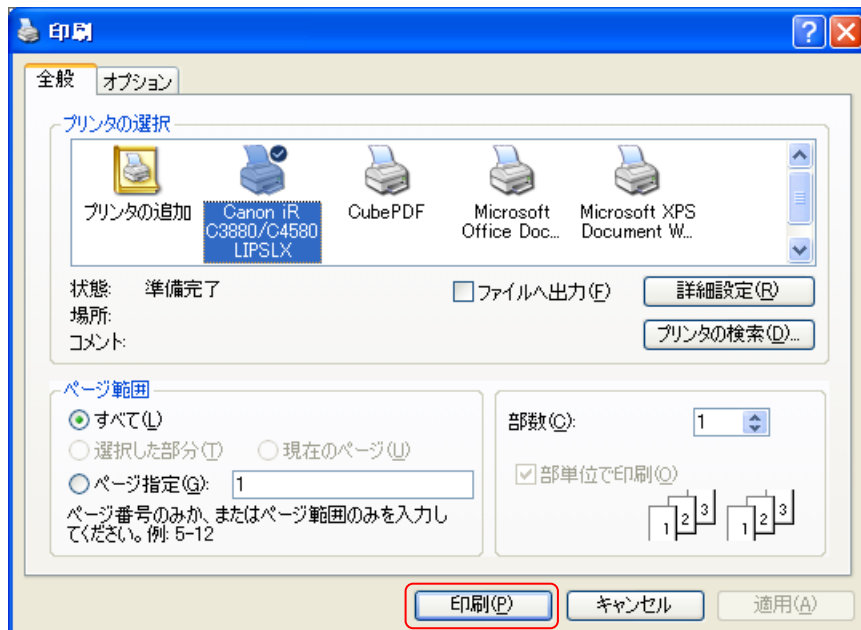 印刷
全般 オプション
プリンタの選択
プリンタの追加
Canon iR
C3880/C4580
LIPSLX
CubePDF
Microsoft
Office Doc...
Microsoft XPS
Document W...
状態: 準備完了
場所:
コメント:
ファイルへ出力(F)
詳細設定(R)
プリンタの検索(D)...
ページ範囲
すべて(L)
選択した部分(T) 現在のページ(U)
ページ指定(G): 1
ページ番号のみか、またはページ範囲のみを入力し
てください。例: 5-12
部数(C): 1
部単位で印刷(O)
1 2 3 1 2 3
印刷(P) キャンセル 適用(A)